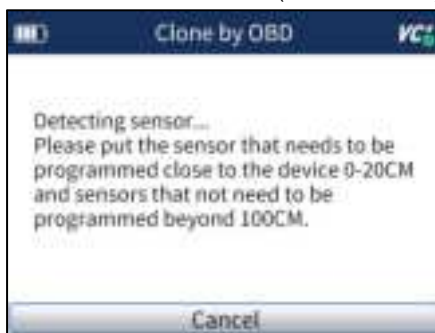 Clone by OBD
VCI
Detecting sensor...
Please put the sensor that needs to be
programmed close to the device 0-20CM
and sensors that not need to be
programmed beyond 100CM.
Cancel